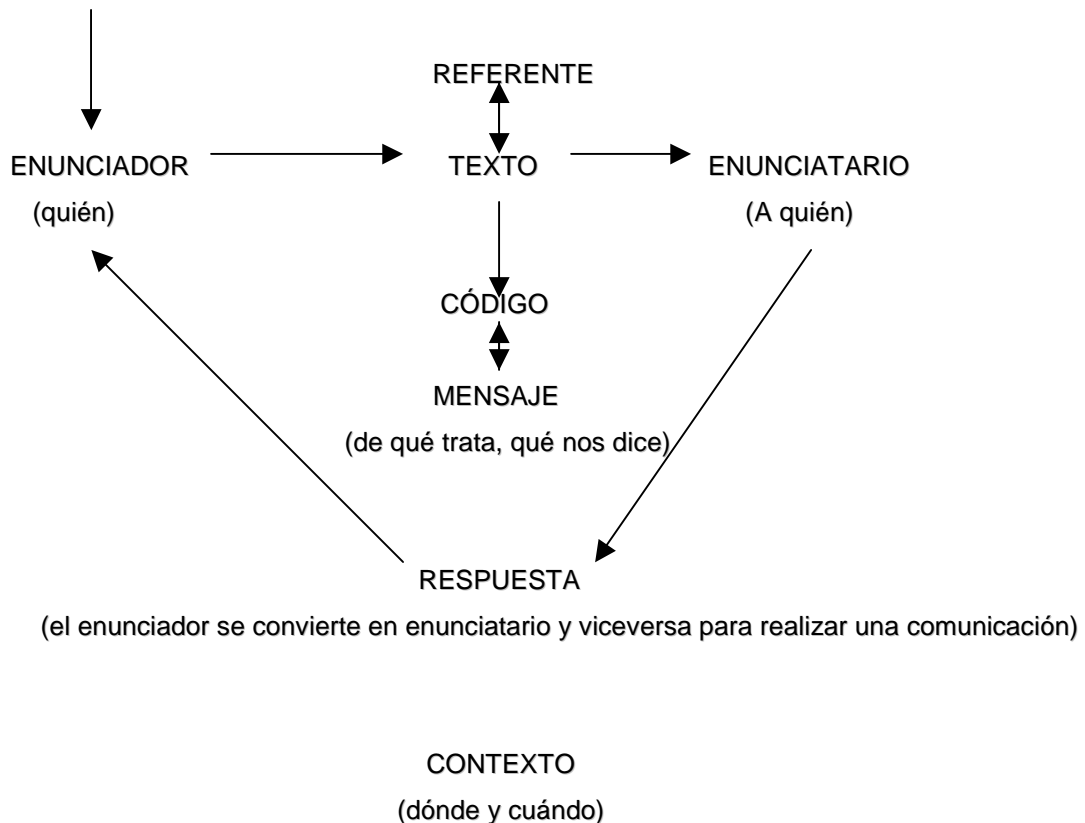 REFERENTE
ENUNCIADOR TEXTO ENUNCIATARIO
(quién) (A quién)
CÓDIGO
MENSAJE
(de qué trata, qué nos dice)
RESPUESTA
(el enunciador se convierte en enunciatario y viceversa para realizar una comunicación)
CONTEXTO
(dónde y cuándo)